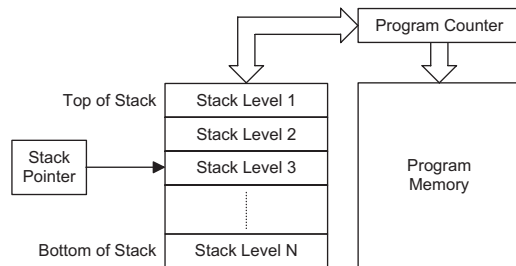 Program Counter
Top of Stack
Stack Level 1
Stack Level 2
Stack
Pointer
Stack Level 3
Program
Memory
Bottom of Stack
Stack Level N